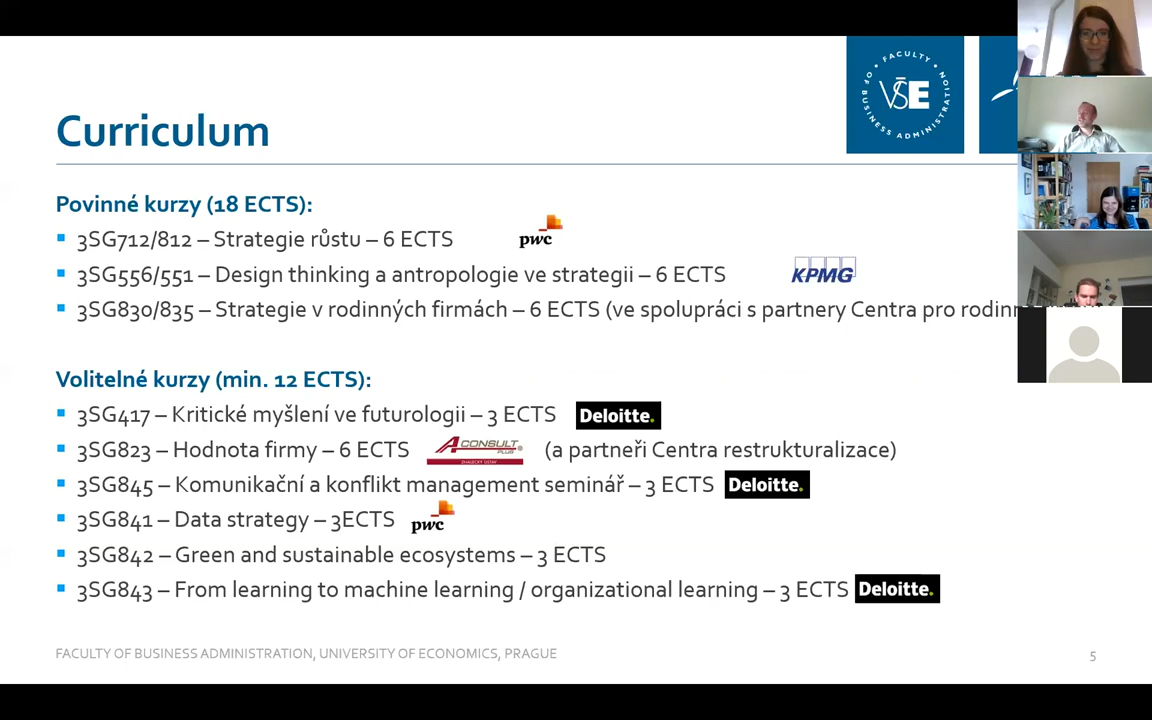 FACULTY OF BUSINESS ADMINISTRATION
VŠE
Curriculum
Povinné kurzy (18 ECTS):
3SG712/812 – Strategie růstu – 6 ECTS pwc
3SG556/551 – Design thinking a antropologie ve strategii – 6 ECTS KPMG
3SG830/835 – Strategie v rodinných firmách – 6 ECTS (ve spolupráci s partnery Centra pro
Volitelné kurzy (min. 12 ECTS):
3SG417 – Kritické myšlení ve futurologii – 3 ECTS Deloitte.
3SG823 – Hodnota firmy – 6 ECTS A CONSULT PLUS ZNALECKÝ ÚSTAV (a partneři Centra restrukturalizace)
3SG845 – Komunikační a konflikt management seminář – 3 ECTS Deloitte.
3SG841 – Data strategy – 3ECTS pwc
3SG842 – Green and sustainable ecosystems – 3 ECTS
3SG843 – From learning to machine learning / organizational learning – 3 ECTS Deloitte.
FACULTY OF BUSINESS ADMINISTRATION, UNIVERSITY OF ECONOMICS, PRAGUE
5